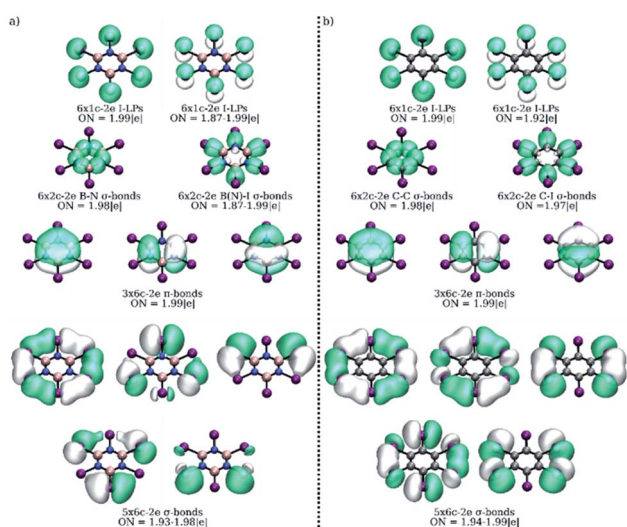 a)
b)
6x1c-2e I-LPs
ON = 1.99|e|
6x1c-2e I-LPs
ON = 1.87-1.99|e|
6x2c-2e B-N σ-bonds
ON = 1.98|e|
6x2c-2e B(N)-I σ-bonds
ON = 1.87-1.99|e|
3x6c-2e π-bonds
ON = 1.99|e|
5x6c-2e σ-bonds
ON = 1.93-1.98|e|
6x1c-2e I-LPs
ON = 1.99|e|
6x1c-2e I-LPs
ON =1.92|e|
6x2c-2e C-C σ-bonds
ON = 1.98|e|
6x2c-2e C-I σ-bonds
ON =1.97|e|
3x6c-2e π-bonds
ON = 1.99|e|
5x6c-2e σ-bonds
ON = 1.94-1.99|e|